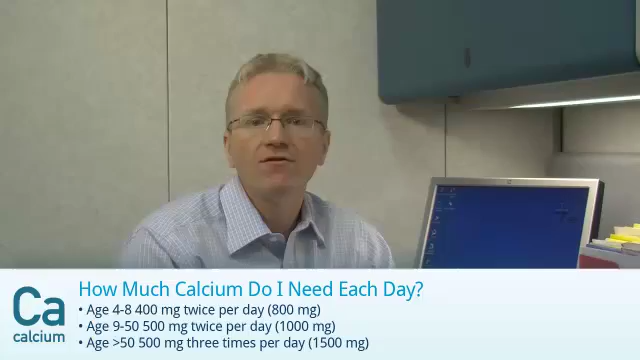 Ca
calcium
How Much Calcium Do I Need Each Day?
• Age 4-8 400 mg twice per day (800 mg)
• Age 9-50 500 mg twice per day (1000 mg)
• Age >50 500 mg three times per day (1500 mg)